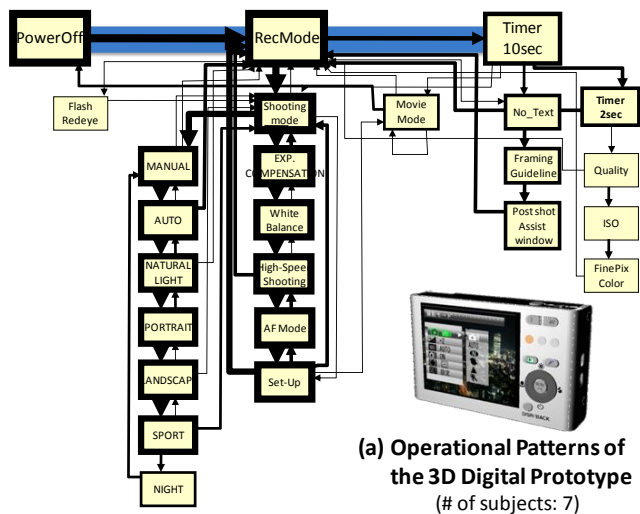 PowerOff
RecMode
Timer
10sec
Flash
Redeye
Shooting
mode
Movie
Mode
No_Text
Timer
2sec
MANUAL
EXP.
COMPENSATION
Framing
Guideline
Quality
AUTO
White
Balance
Post shot
Assist
window
ISO
NATURAL
LIGHT
High-Speed
Shooting
FinePix
Color
PORTRAIT
AF Mode
LANDSCAP
Set-Up
SPORT
NIGHT
DISP/BACK
(a) Operational Patterns of
the 3D Digital Prototype
(# of subjects: 7)